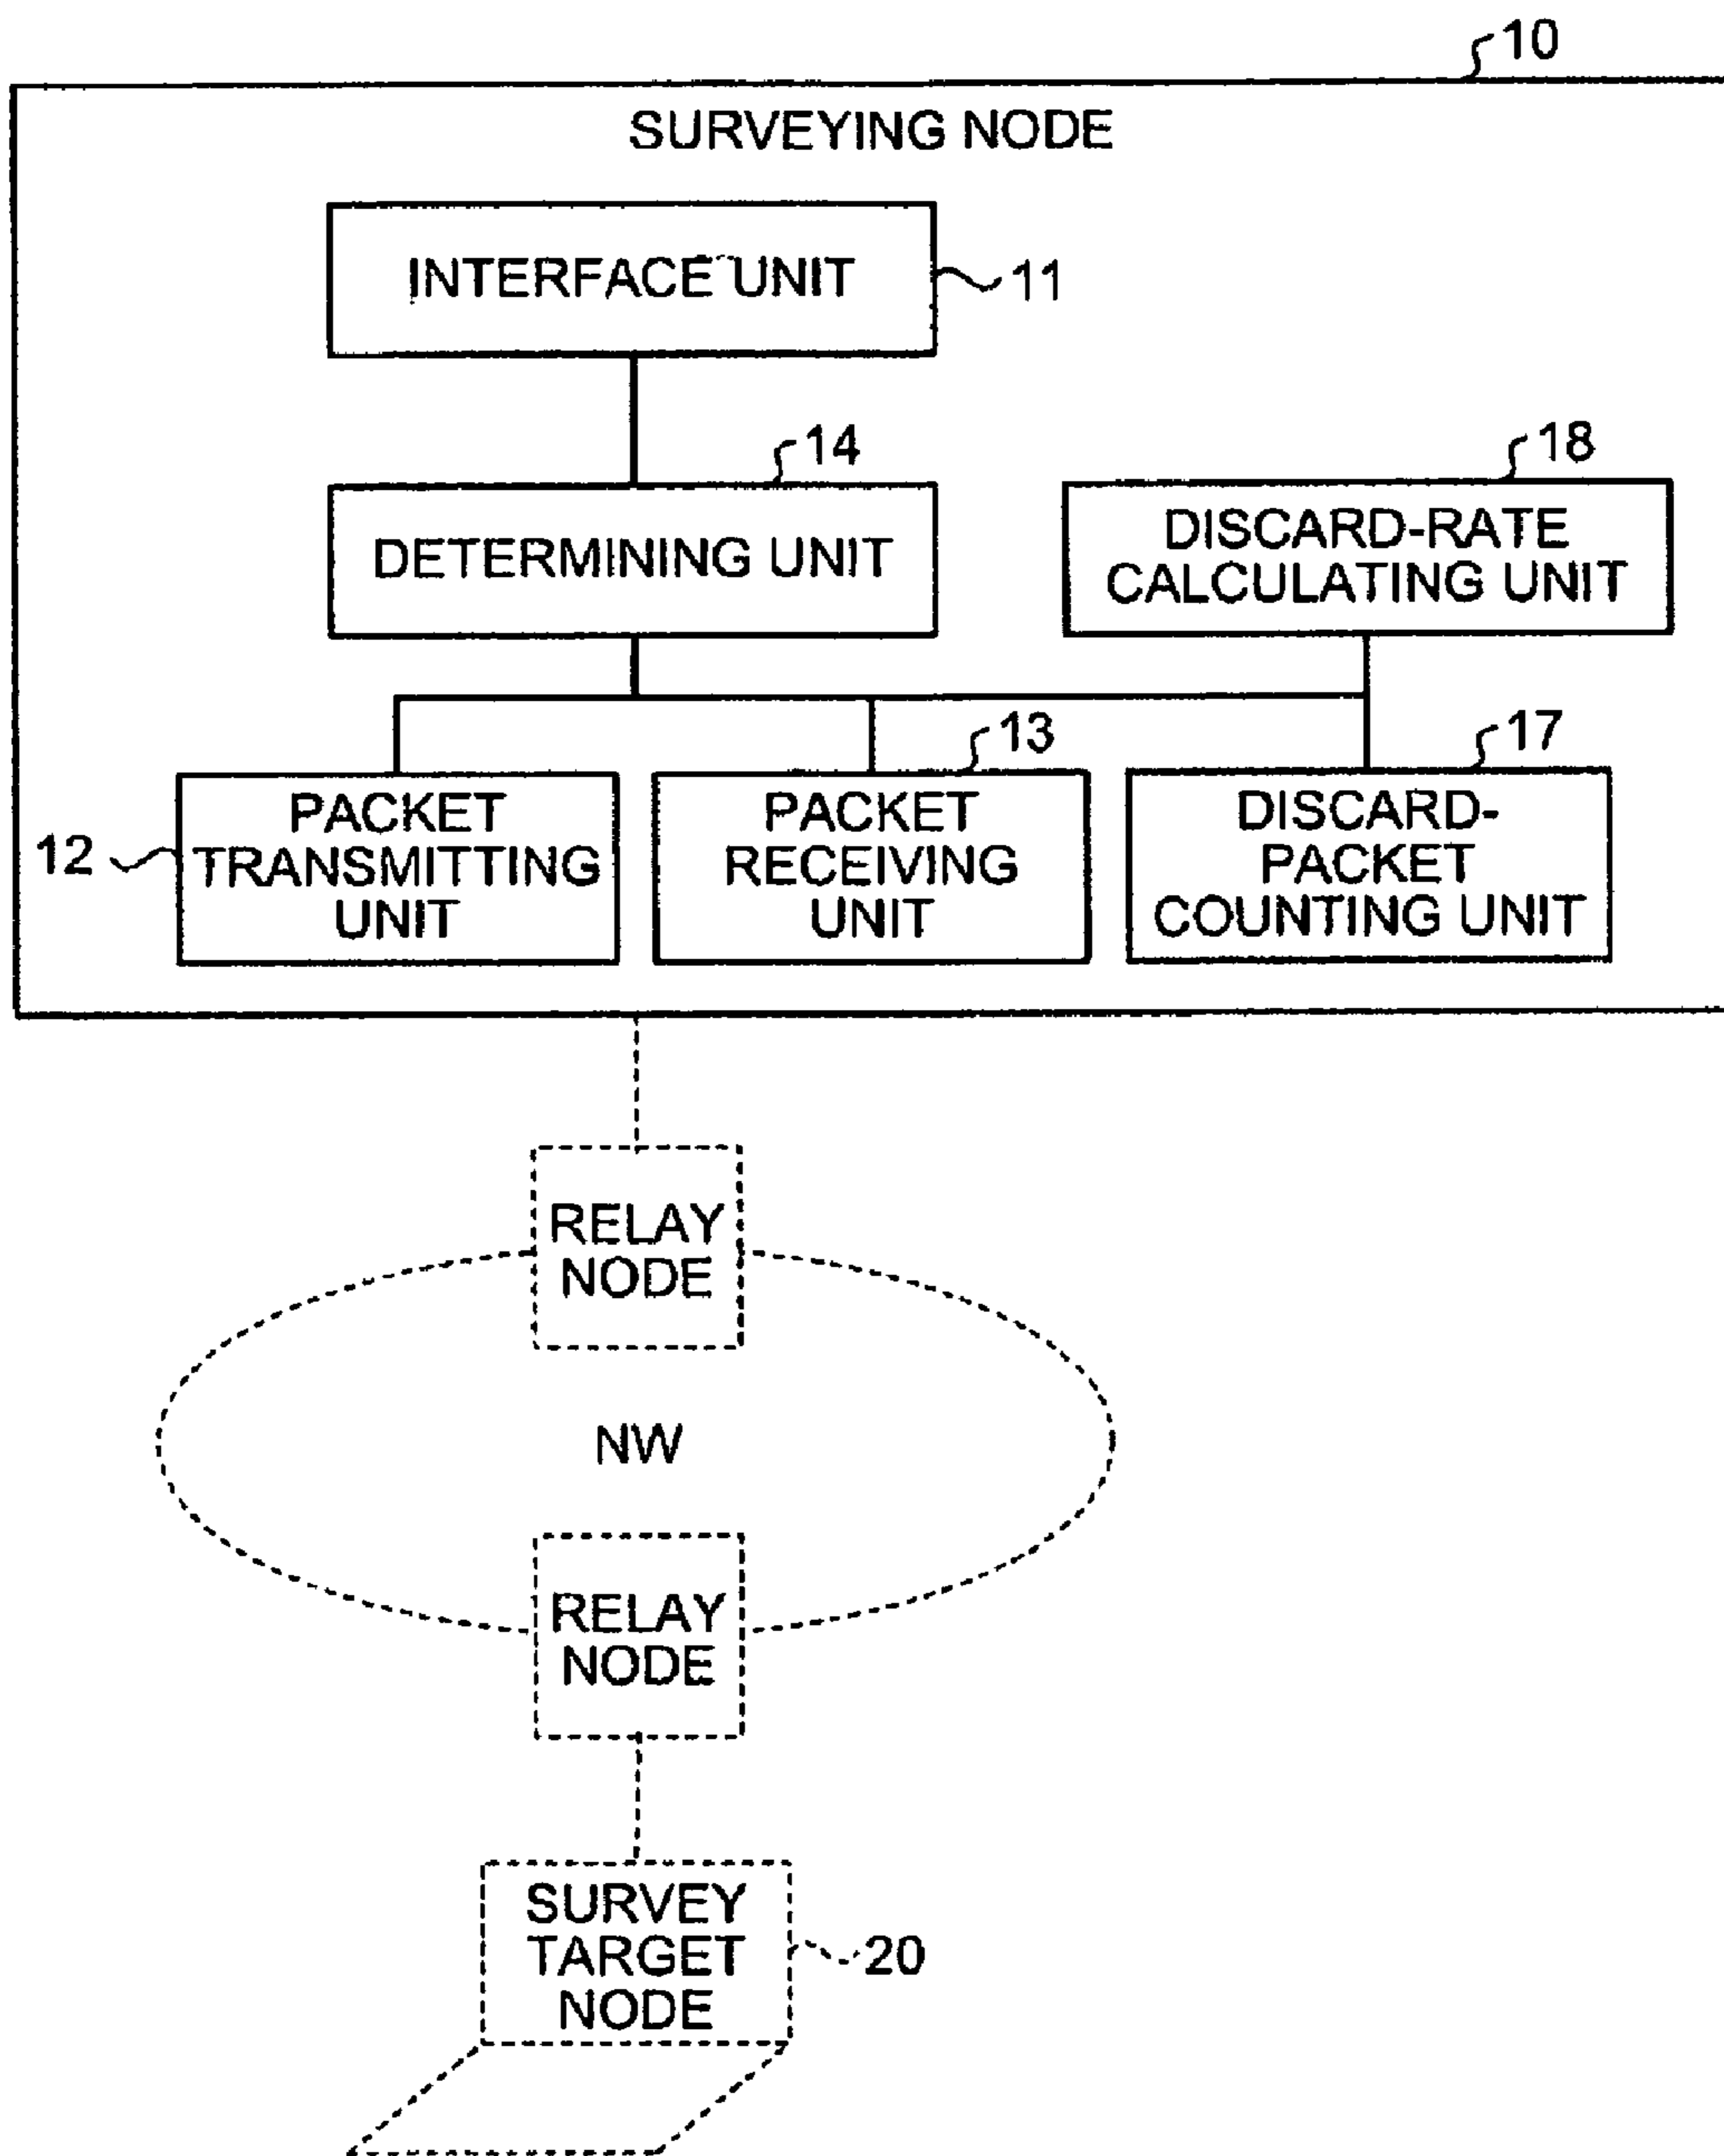 10
SURVEYING NODE
INTERFACE UNIT
11
14
18
DETERMINING UNIT
DISCARD-RATE
CALCULATING UNIT
13
17
12
PACKET
TRANSMITTING
UNIT
PACKET
RECEIVING
UNIT
DISCARD-
PACKET
COUNTING UNIT
RELAY
NODE
NW
RELAY
NODE
SURVEY
TARGET
NODE
20